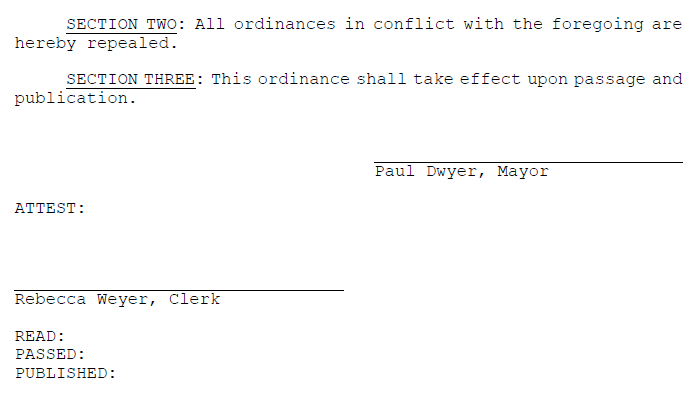 SECTION TWO: All ordinances in conflict with the foregoing are
hereby repealed.
SECTION THREE: This ordinance shall take effect upon passage and
publication.
Paul Dwyer, Mayor
ATTEST:
Rebecca Weyer, Clerk
READ:
PASSED:
PUBLISHED: